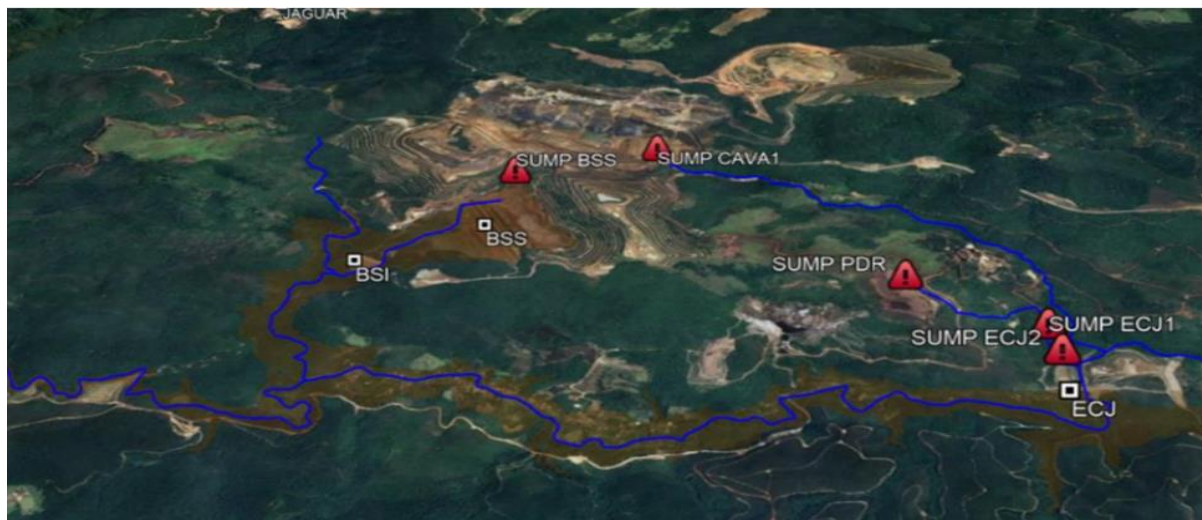 JAGUAR
SUMP BSS
SUMP CAVA1
BSS
BSI
SUMP PDR
SUMP ECJ1
SUMP ECJ2
ECJ